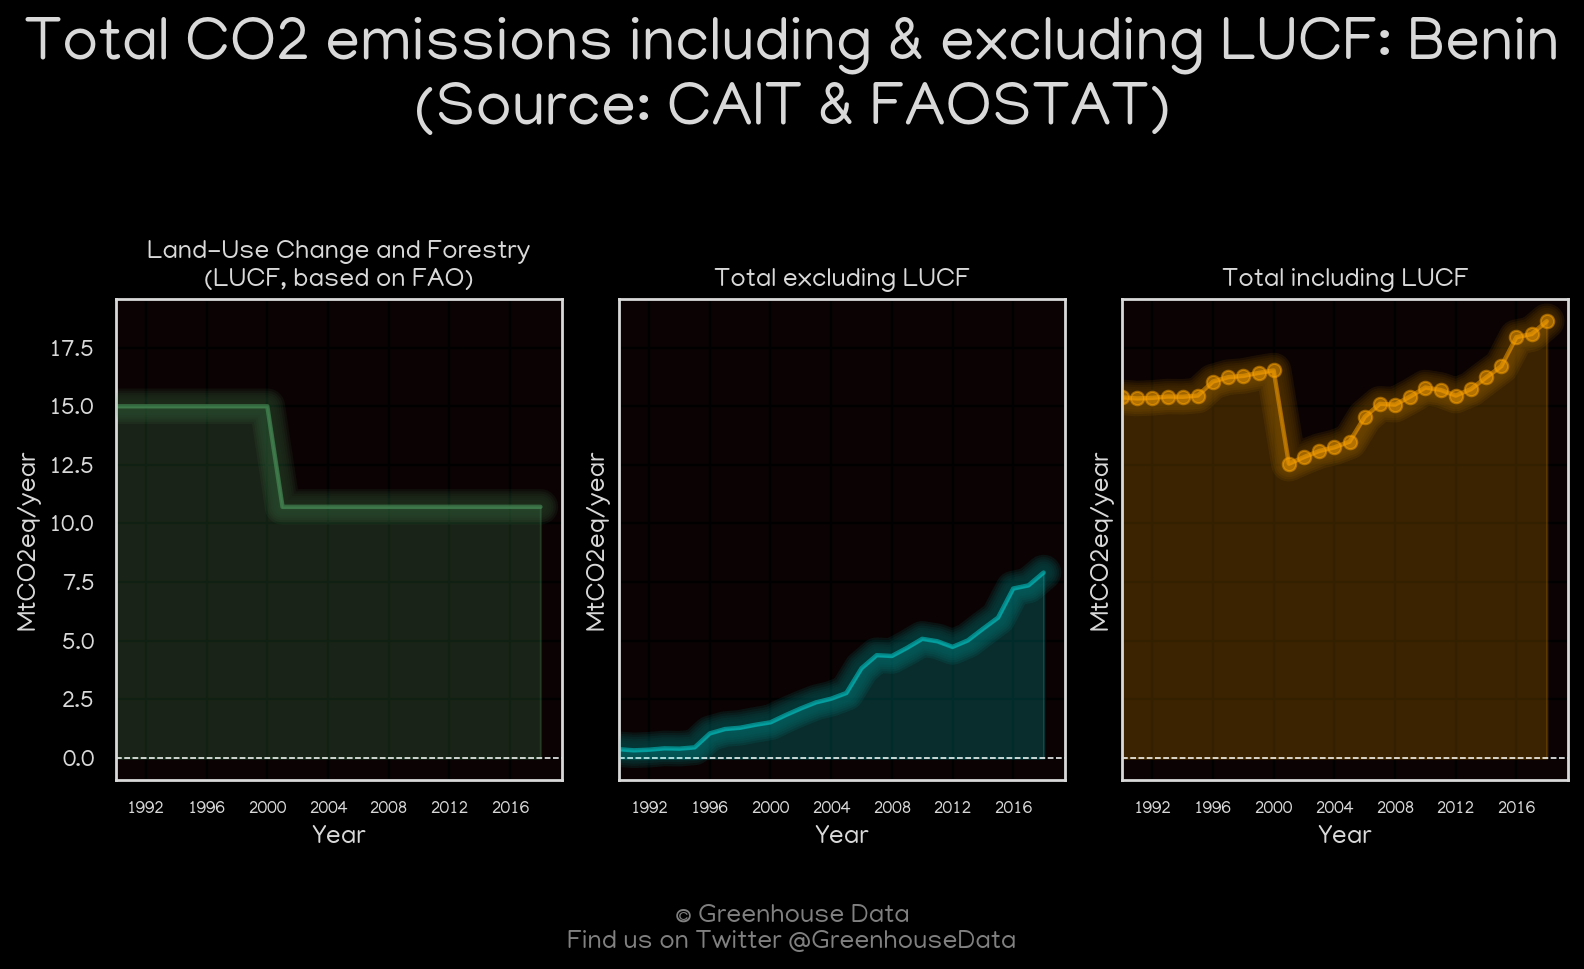 Total CO2 emissions including & excluding LUCF: Benin
(Source: CAIT & FAOSTAT)
Land-Use Change and Forestry
(LUCF, based on FAO)
MtCO2eq/year
17.5
15.0
12.5
10.0
7.5
5.0
2.5
0.0
1992 1996 2000 2004 2008 2012 2016
Year
Total excluding LUCF
MtCO2eq/year
1992 1996 2000 2004 2008 2012 2016
Year
Total including LUCF
MtCO2eq/year
1992 1996 2000 2004 2008 2012 2016
Year
© Greenhouse Data
Find us on Twitter @GreenhouseData